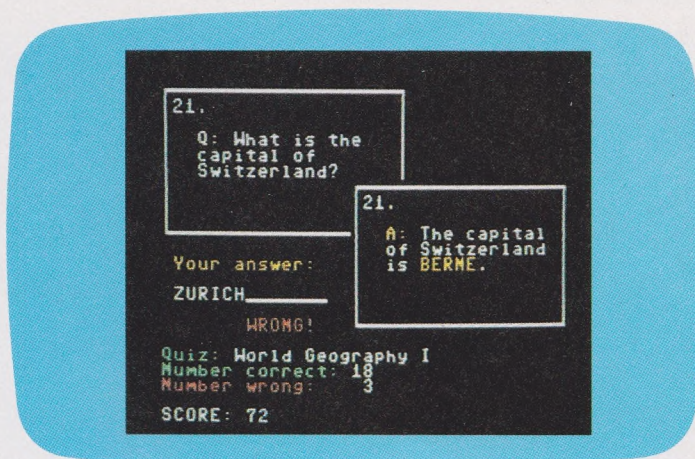 21.
Q: What is the
capital of
Switzerland?
21.
A: The capital
of Switzerland
is BERNE.
Your answer:
ZURICH
WRONG!
Quiz: World Geography I
Number correct: 18
Number wrong: 3
SCORE: 72